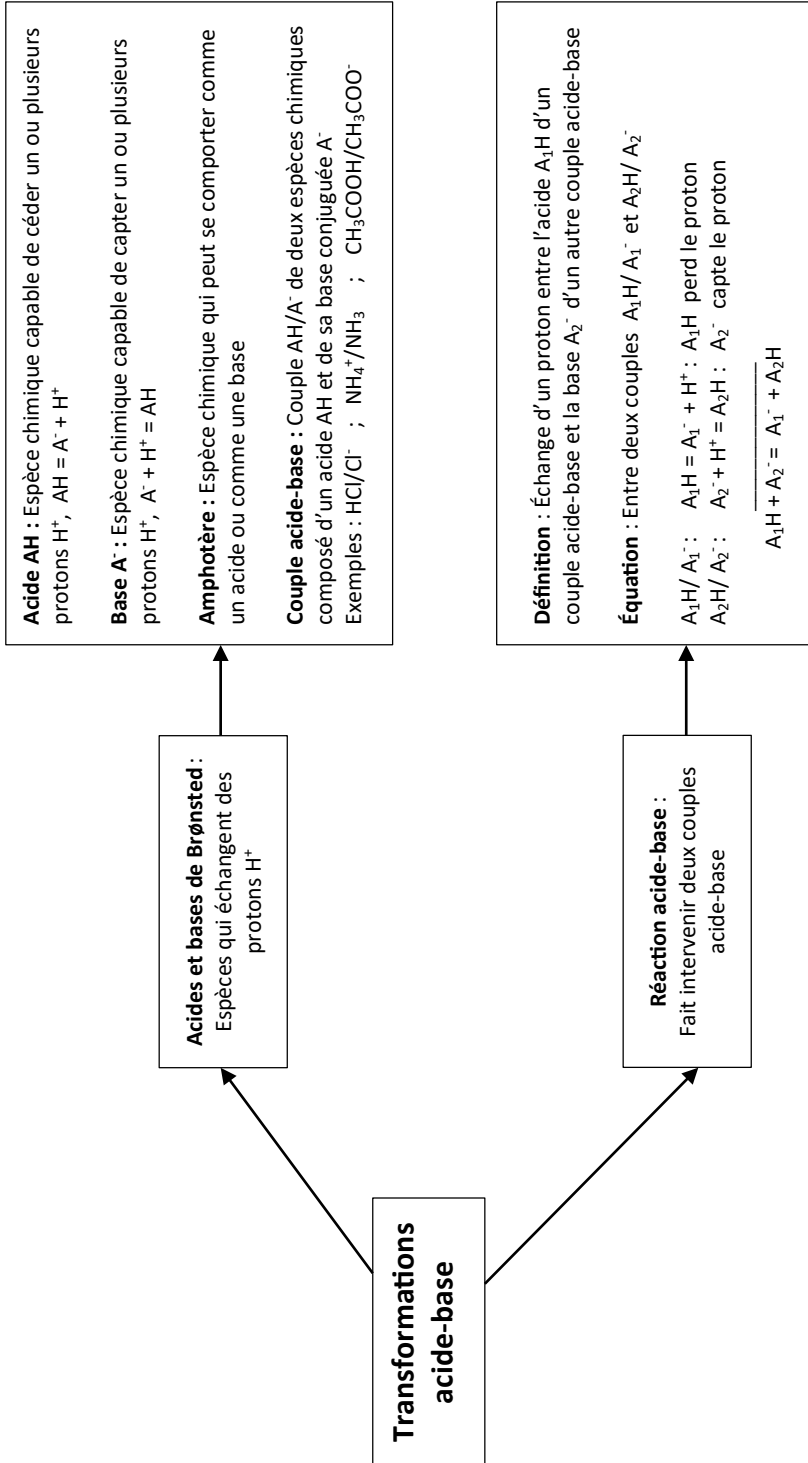 Transformations
acide-base
Acides et bases de Brønsted :
Espèces qui échangent des
protons H⁺
Acide AH : Espèce chimique capable de céder un ou plusieurs
protons H⁺, AH = A⁻ + H⁺
Base A⁻ : Espèce chimique capable de capter un ou plusieurs
protons H⁺, A⁻ + H⁺ = AH
Amphotère : Espèce chimique qui peut se comporter comme
un acide ou comme une base
Couple acide-base : Couple AH/A⁻ de deux espèces chimiques
composé d’un acide AH et de sa base conjuguée A⁻
Exemples : HCl/Cl⁻ ; NH₄⁺/NH₃ ; CH₃COOH/CH₃COO⁻
Réaction acide-base :
Fait intervenir deux couples
acide-base
Définition : Échange d’un proton entre l’acide A₁H d’un
couple acide-base et la base A₂⁻ d’un autre couple acide-base
Équation : Entre deux couples A₁H/ A₁⁻ et A₂H/ A₂⁻
A₁H/ A₁⁻ : A₁H = A₁⁻ + H⁺ : A₁H perd le proton
A₂H/ A₂⁻ : A₂⁻ + H⁺ = A₂H : A₂⁻ capte le proton
A₁H + A₂⁻ = A₁⁻ + A₂H